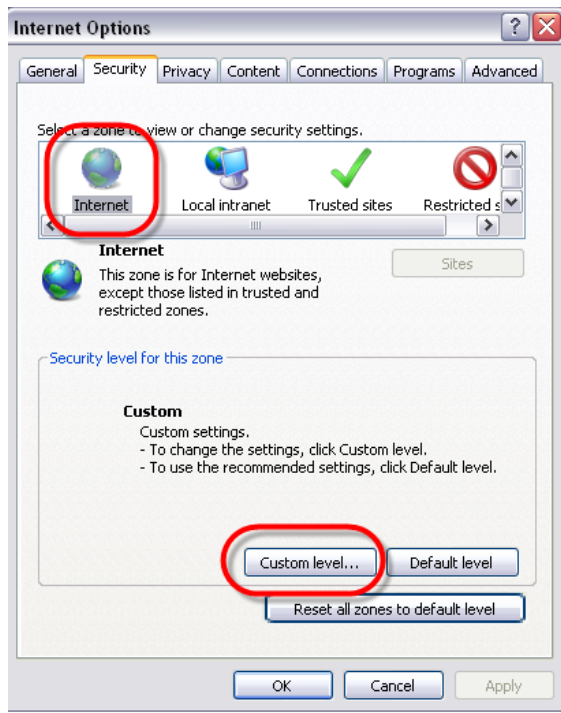 Internet Options
General Security Privacy Content Connections Programs Advanced
Select a zone to view or change security settings.
Internet Local intranet Trusted sites Restricted s
Internet
This zone is for Internet websites,
except those listed in trusted and
restricted zones.
Sites
Security level for this zone
Custom
Custom settings.
- To change the settings, click Custom level.
- To use the recommended settings, click Default level.
Custom level... Default level
Reset all zones to default level
OK Cancel Apply